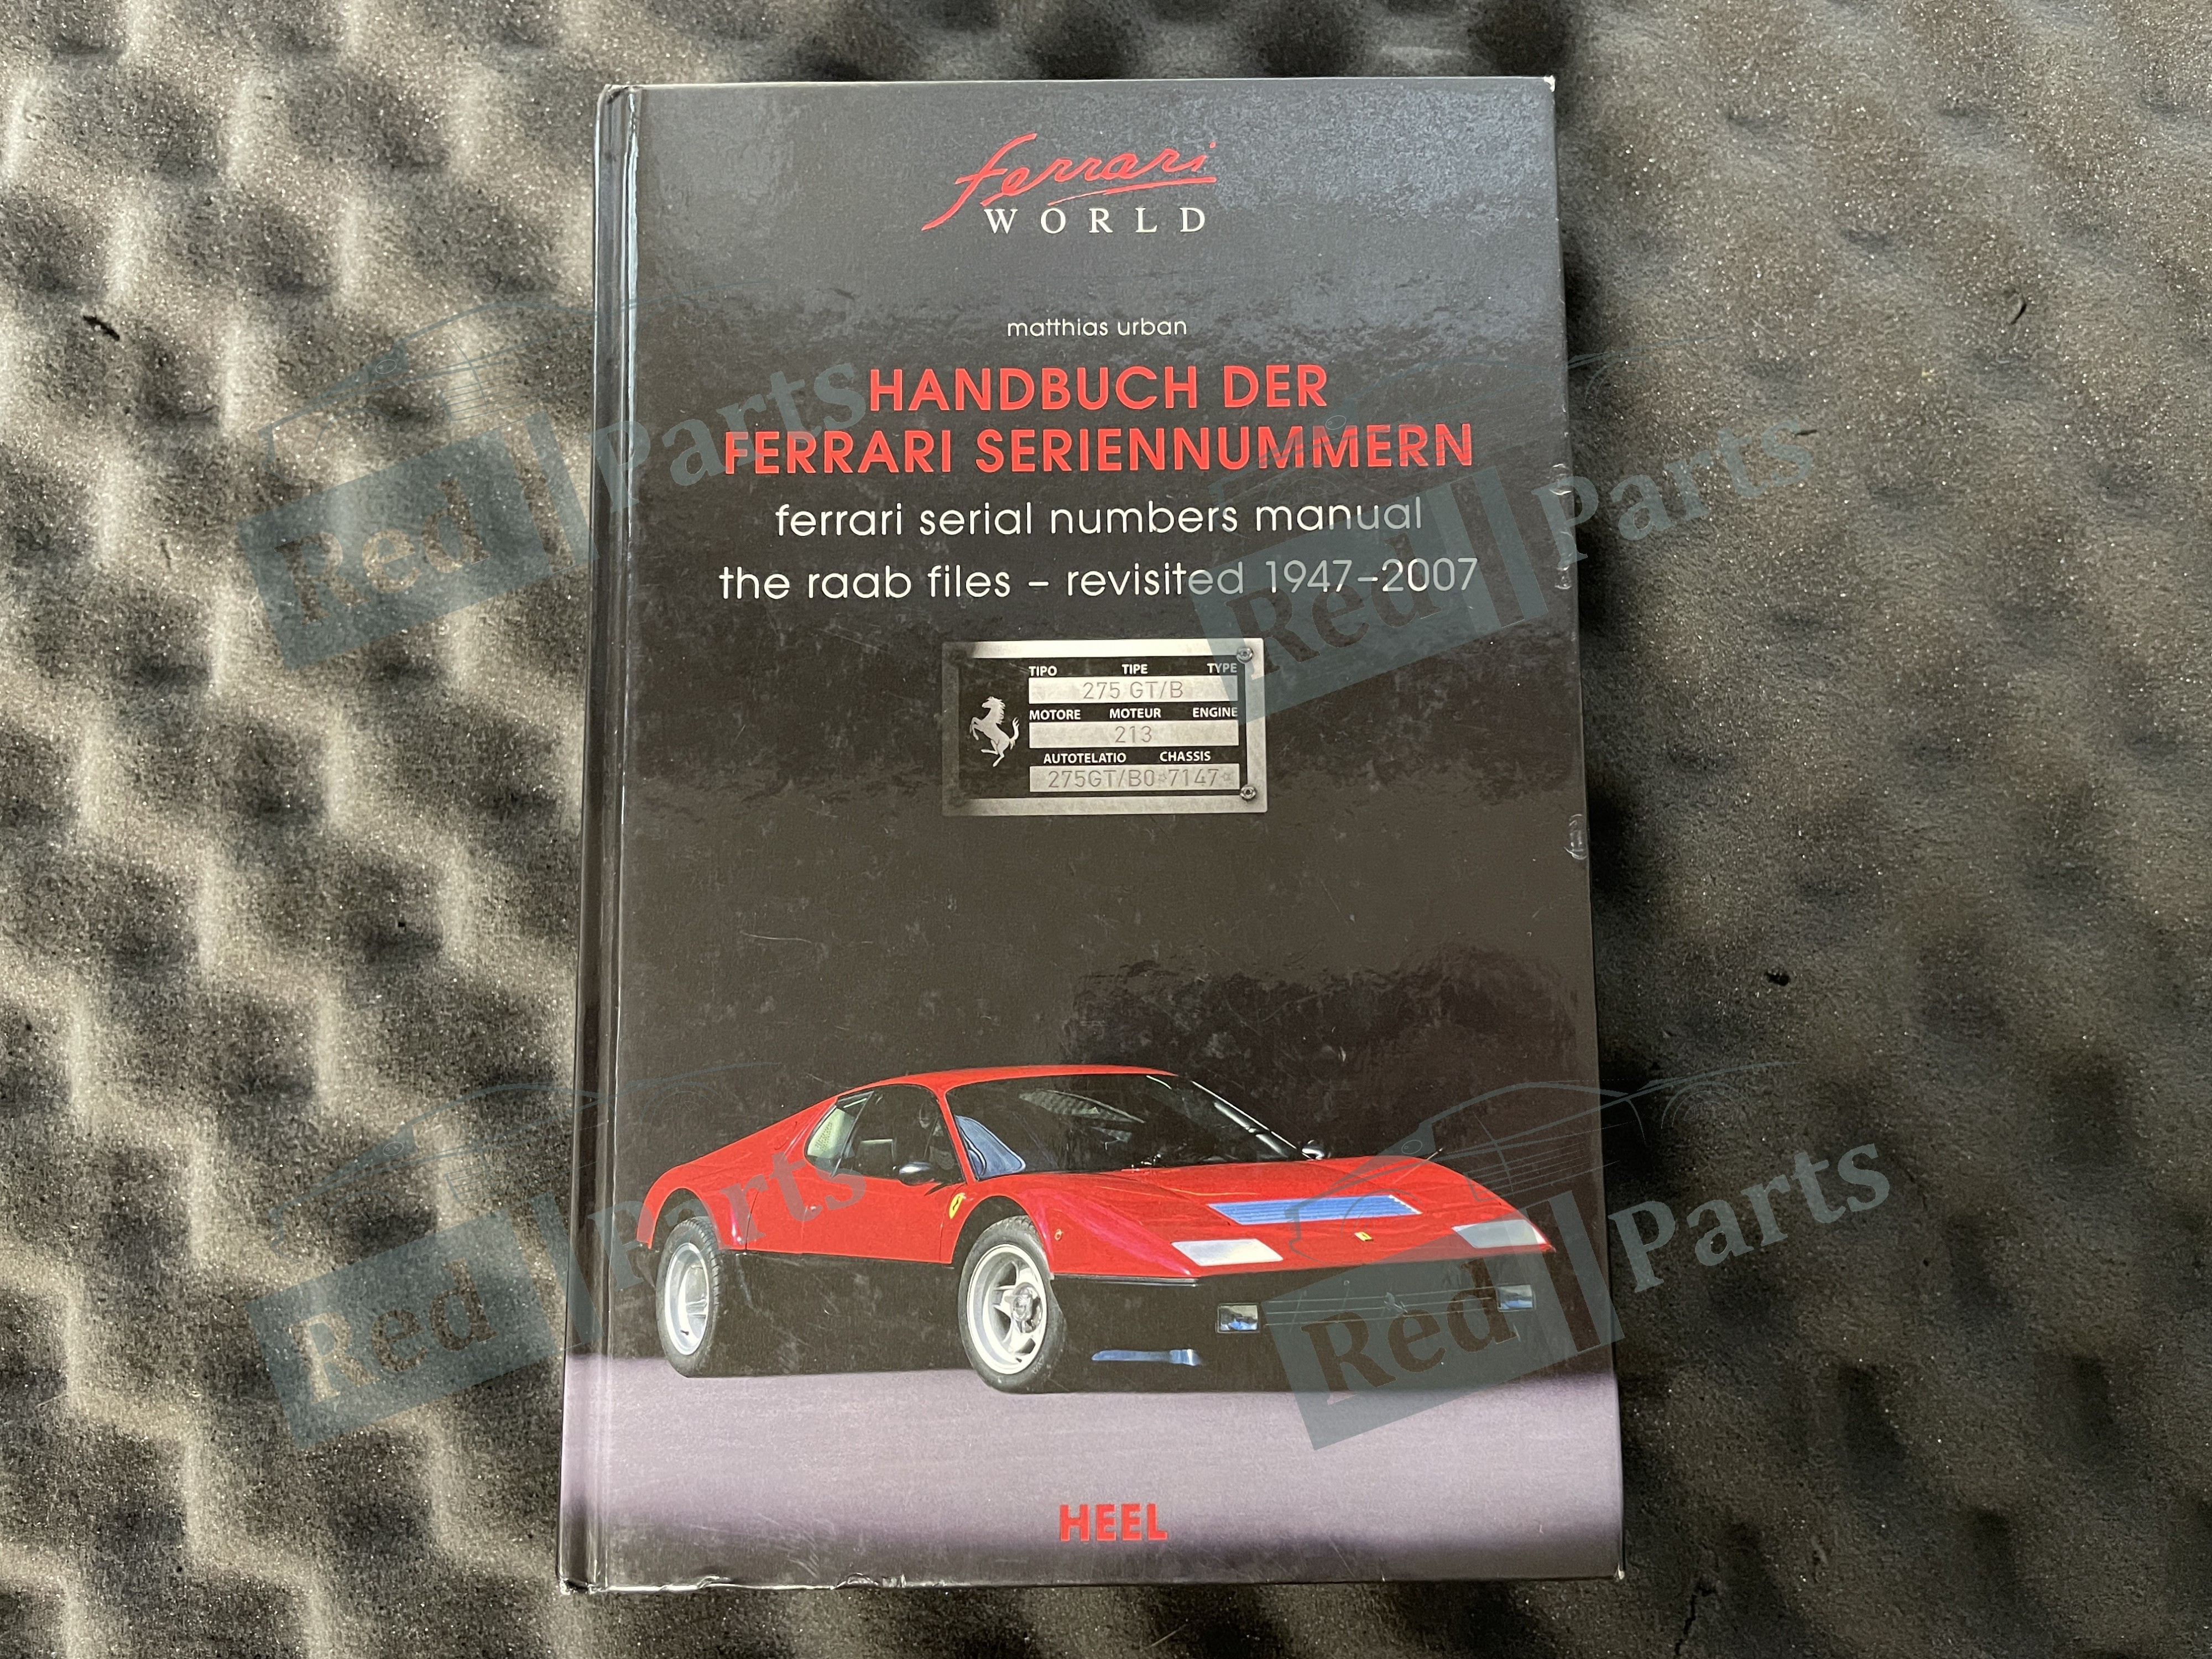 ferrari
WORLD
matthias urban
HANDBUCH DER
FERRARI SERIENNUMMERN
ferrari serial numbers manual
the raab files – revisited 1947–2007
TIPO TIPE TYPE
275 GT/B
MOTORE MOTEUR ENGINE
213
AUTOTELATIO CHASSIS
275GT/B0*7147*
HEEL
Red Parts
Red Parts
Red Parts
Red Parts